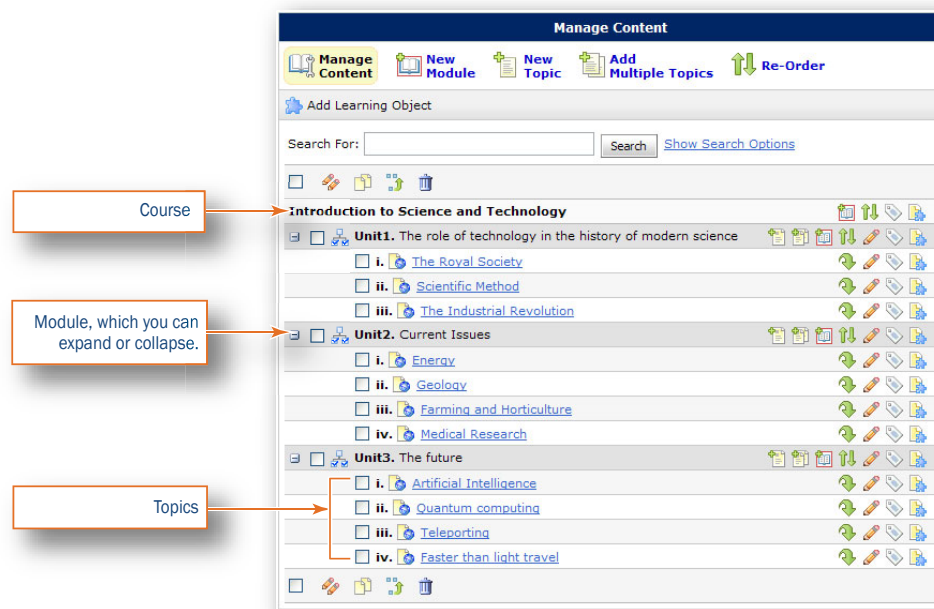 Manage Content
Manage
Content
New
Module
New
Topic
Add
Multiple Topics
Re-Order
Add Learning Object
Search For:
Search
Show Search Options
Course
Introduction to Science and Technology
Unit1. The role of technology in the history of modern science
i. The Royal Society
ii. Scientific Method
iii. The Industrial Revolution
Module, which you can
expand or collapse.
Unit2. Current Issues
i. Energy
ii. Geology
iii. Farming and Horticulture
iv. Medical Research
Unit3. The future
Topics
i. Artificial Intelligence
ii. Quantum computing
iii. Teleporting
iv. Faster than light travel